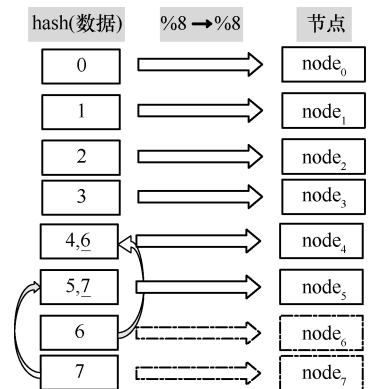 hash(数据) %8→%8 节点
0 node₀
1 node₁
2 node₂
3 node₃
4,6 node₄
5,7 node₅
6 node₆
7 node₇